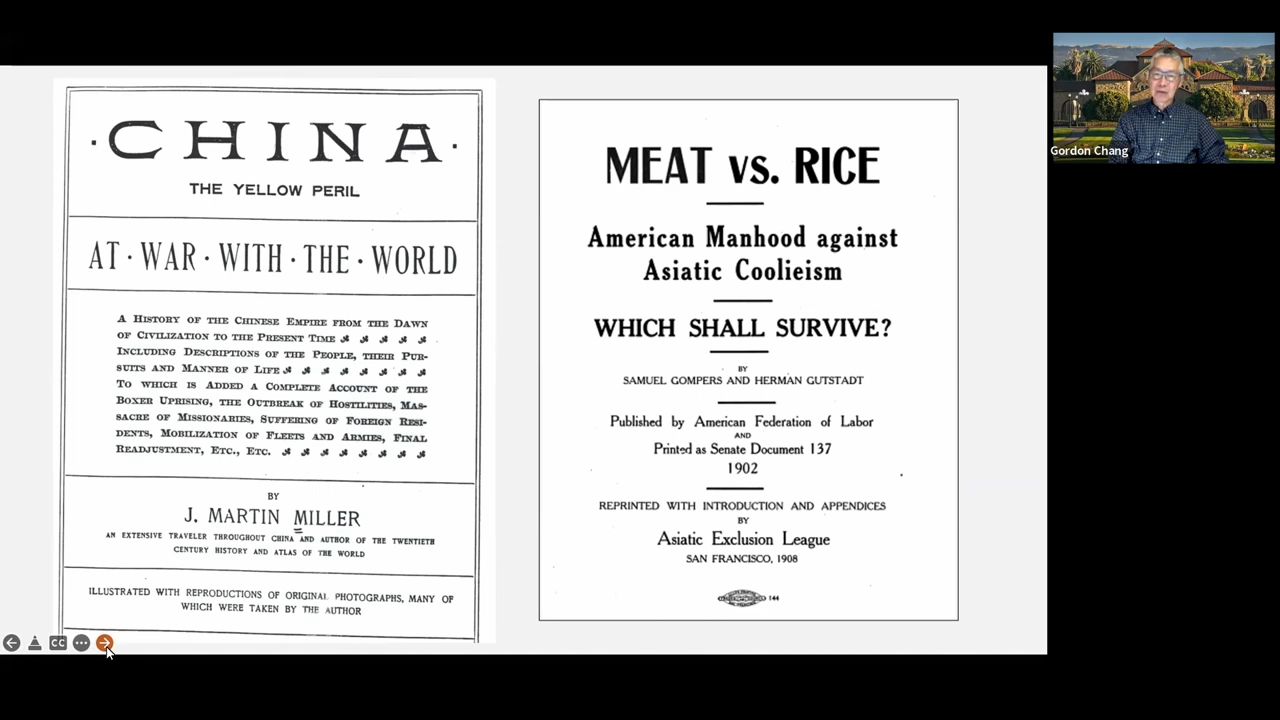 · CHINA ·
THE YELLOW PERIL
AT · WAR · WITH · THE · WORLD
A HISTORY OF THE CHINESE EMPIRE FROM THE DAWN
OF CIVILIZATION TO THE PRESENT TIME
INCLUDING DESCRIPTIONS OF THE PEOPLE, THEIR PUR-
SUITS AND MANNER OF LIFE
TO WHICH IS ADDED A COMPLETE ACCOUNT OF THE
BOXER UPRISING, THE OUTBREAK OF HOSTILITIES, MAS-
SACRE OF MISSIONARIES, SUFFERING OF FOREIGN RESI-
DENTS, MOBILIZATION OF FLEETS AND ARMIES, FINAL
READJUSTMENT, ETC., ETC.
BY
J. MARTIN MILLER
AN EXTENSIVE TRAVELER THROUGHOUT CHINA AND AUTHOR OF THE TWENTIETH
CENTURY HISTORY AND ATLAS OF THE WORLD
ILLUSTRATED WITH REPRODUCTIONS OF ORIGINAL PHOTOGRAPHS, MANY OF
WHICH WERE TAKEN BY THE AUTHOR
MEAT vs. RICE
American Manhood against
Asiatic Coolieism
WHICH SHALL SURVIVE?
BY
SAMUEL GOMPERS AND HERMAN GUTSTADT
Published by American Federation of Labor
AND
Printed as Senate Document 137
1902
REPRINTED WITH INTRODUCTION AND APPENDICES
BY
Asiatic Exclusion League
SAN FRANCISCO, 1908
144
Gordon Chang
CC